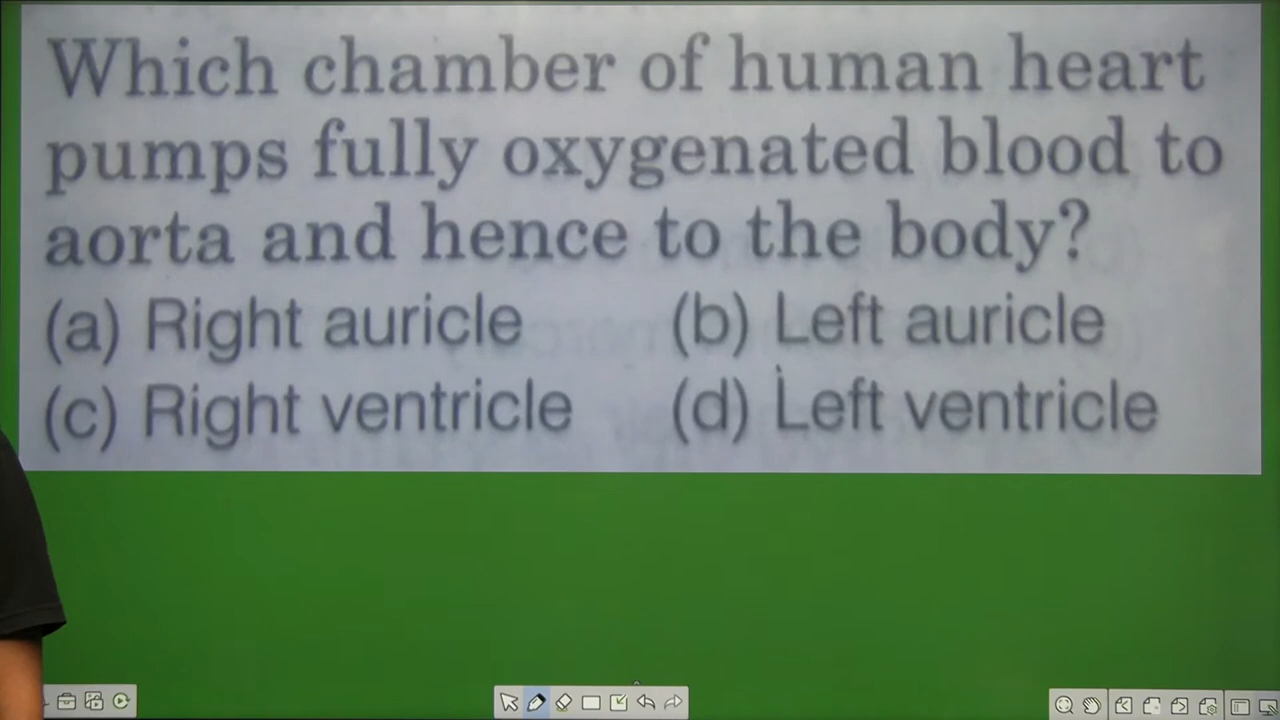 Which chamber of human heart
pumps fully oxygenated blood to
aorta and hence to the body?
(a) Right auricle (b) Left auricle
(c) Right ventricle (d) Left ventricle